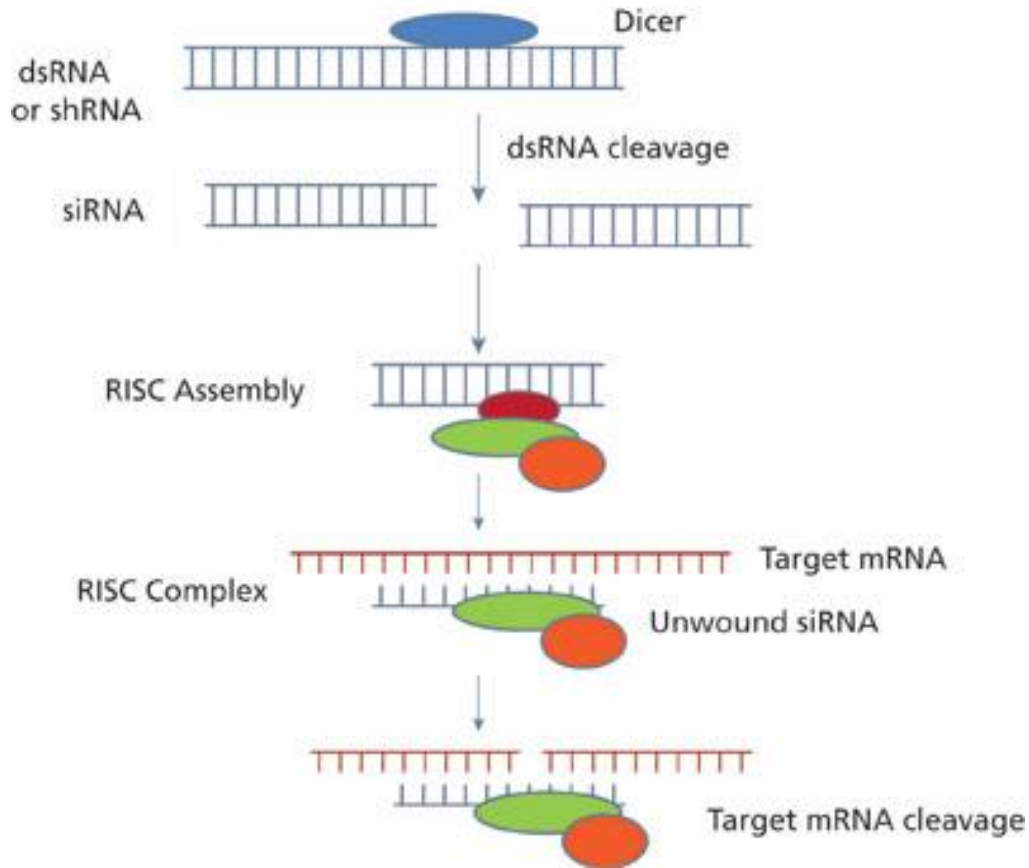 Dicer
dsRNA
or shRNA
dsRNA cleavage
siRNA
RISC Assembly
Target mRNA
RISC Complex
Unwound siRNA
Target mRNA cleavage